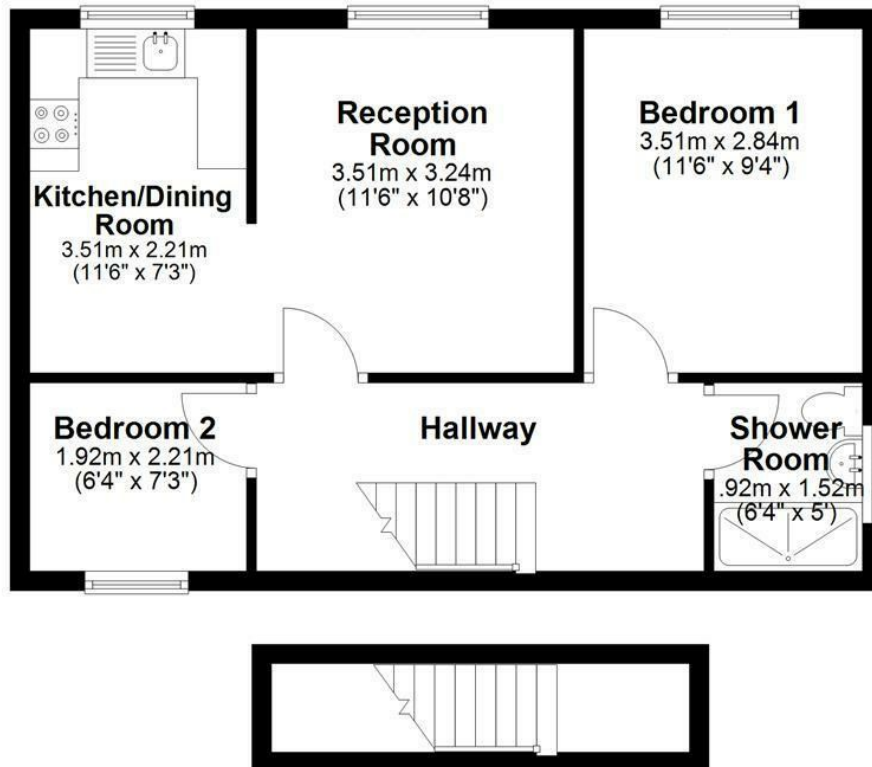 Reception
Room
3.51m x 3.24m
(11'6" x 10'8")
Bedroom 1
3.51m x 2.84m
(11'6" x 9'4")
Kitchen/Dining
Room
3.51m x 2.21m
(11'6" x 7'3")
Bedroom 2
1.92m x 2.21m
(6'4" x 7'3")
Hallway
Shower
Room
.92m x 1.52m
(6'4" x 5')